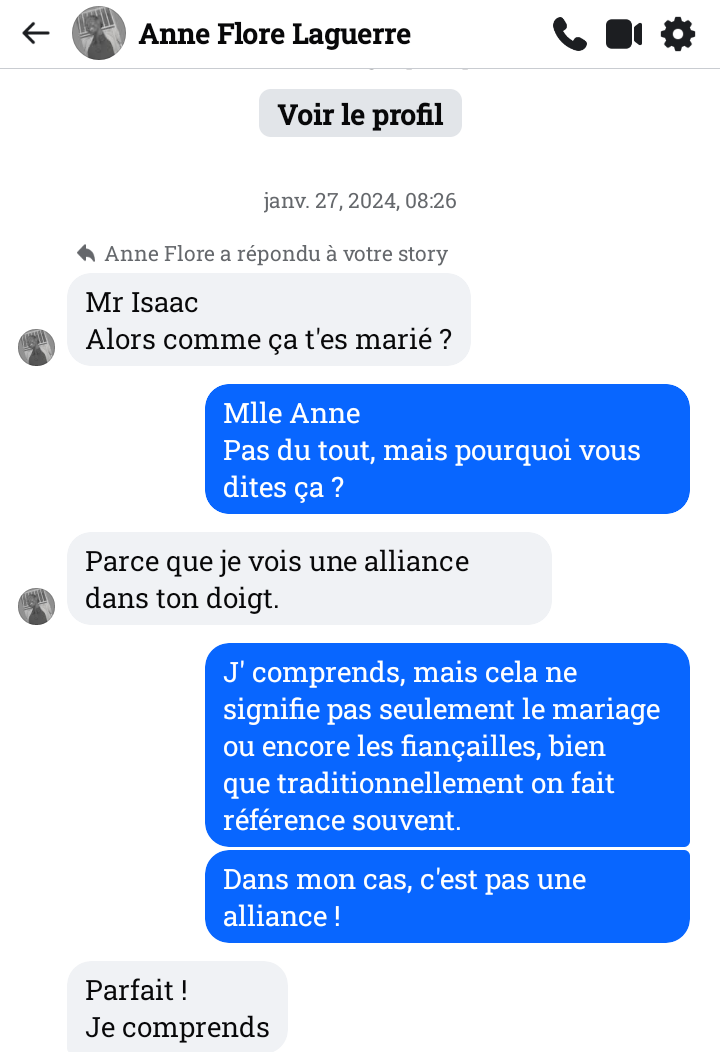 Anne Flore Laguerre
Voir le profil
janv. 27, 2024, 08:26
Anne Flore a répondu à votre story
Mr Isaac
Alors comme ça t'es marié ?
Mlle Anne
Pas du tout, mais pourquoi vous
dites ça ?
Parce que je vois une alliance
dans ton doigt.
J' comprends, mais cela ne
signifie pas seulement le mariage
ou encore les fiançailles, bien
que traditionnellement on fait
référence souvent.
Dans mon cas, c'est pas une
alliance !
Parfait !
Je comprends